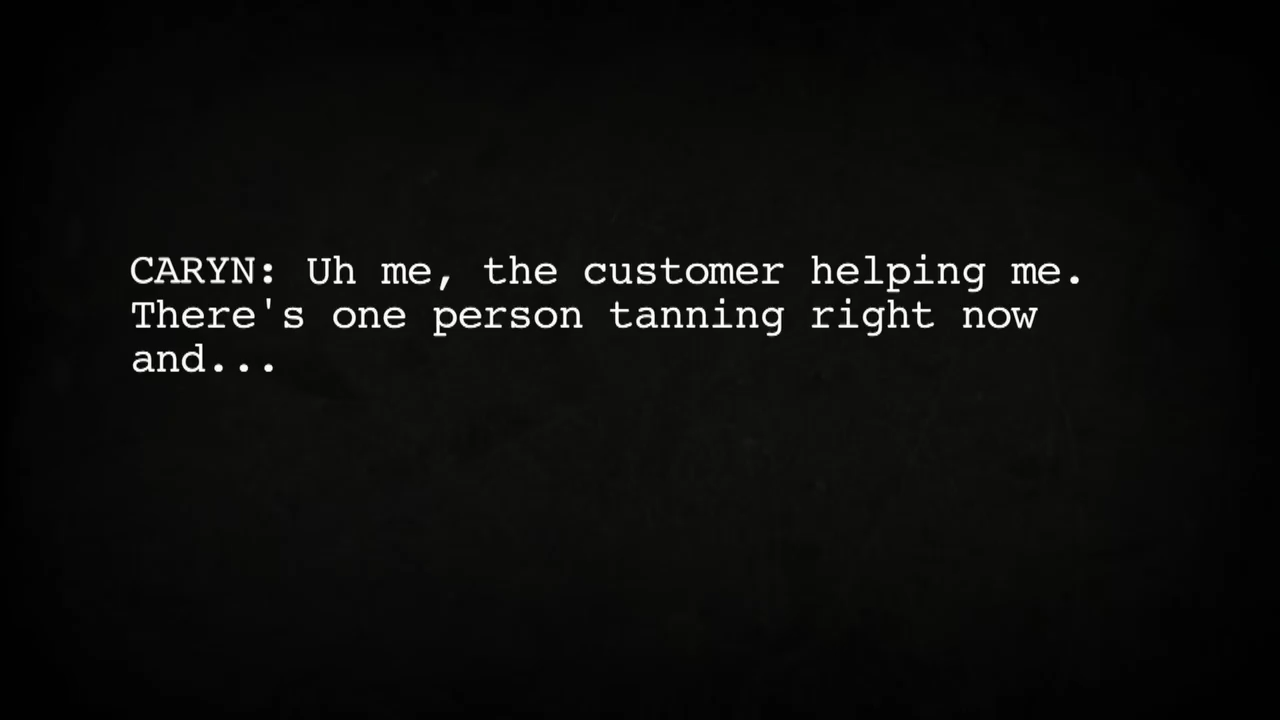 CARYN: Uh me, the customer helping me.
There's one person tanning right now
and...